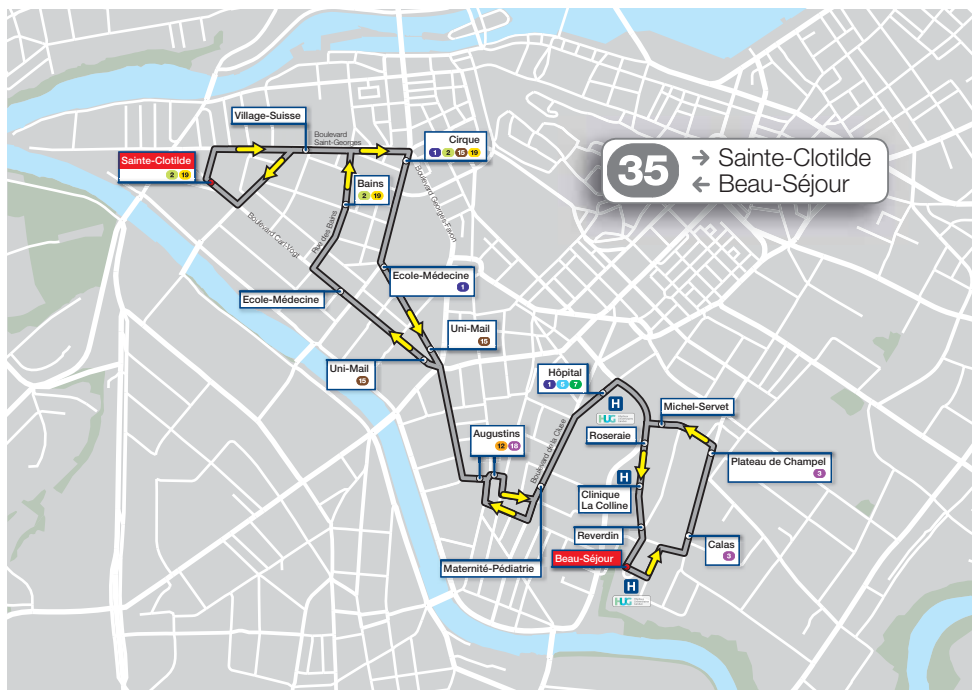 Village-Suisse
Boulevard
Saint-Georges
Cirque
1 2 15 19
Sainte-Clotilde
2 19
35
→ Sainte-Clotilde
← Beau-Séjour
Bains
2 19
Boulevard Georges-Favon
Boulevard Carl-Vogt
Rue des Bains
Ecole-Médecine
1
Ecole-Médecine
Uni-Mail
15
Uni-Mail
15
Hôpital
1 5 7
H
HUG
Michel-Servet
Augustins
12 18
Boulevard de la Cluse
Roseraie
Plateau de Champel
3
H
Clinique
La Colline
Reverdin
Calas
3
Beau-Séjour
Maternité-Pédiatrie
H
HUG